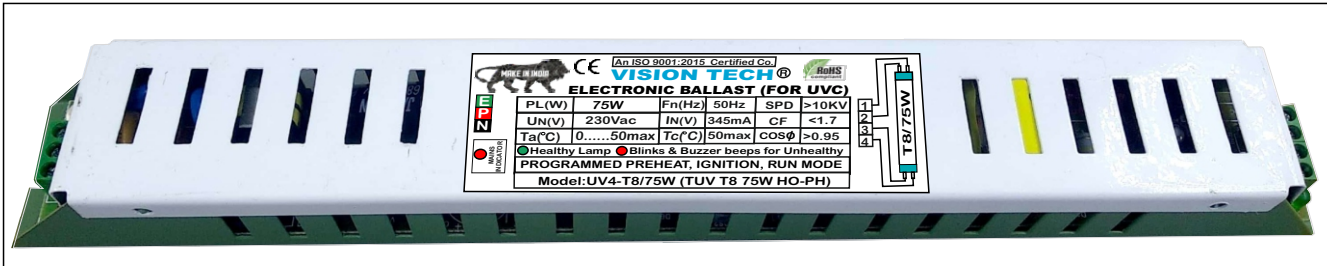 MAKE IN INDIA
CE
An ISO 9001:2015 Certified Co.
VISION TECH®
RoHS
compliant
ELECTRONIC BALLAST (FOR UVC)
E
P
N
MAINS INDICATOR
PL(W) 75W Fn(Hz) 50Hz SPD >10KV
UN(V) 230Vac IN(V) 345mA CF <1.7
Ta(°C) 0......50max Tc(°C) 50max COSϕ >0.95
Healthy Lamp Blinks & Buzzer beeps for Unhealthy
PROGRAMMED PREHEAT, IGNITION, RUN MODE
Model:UV4-T8/75W (TUV T8 75W HO-PH)
1
2
3
4
T8/75W